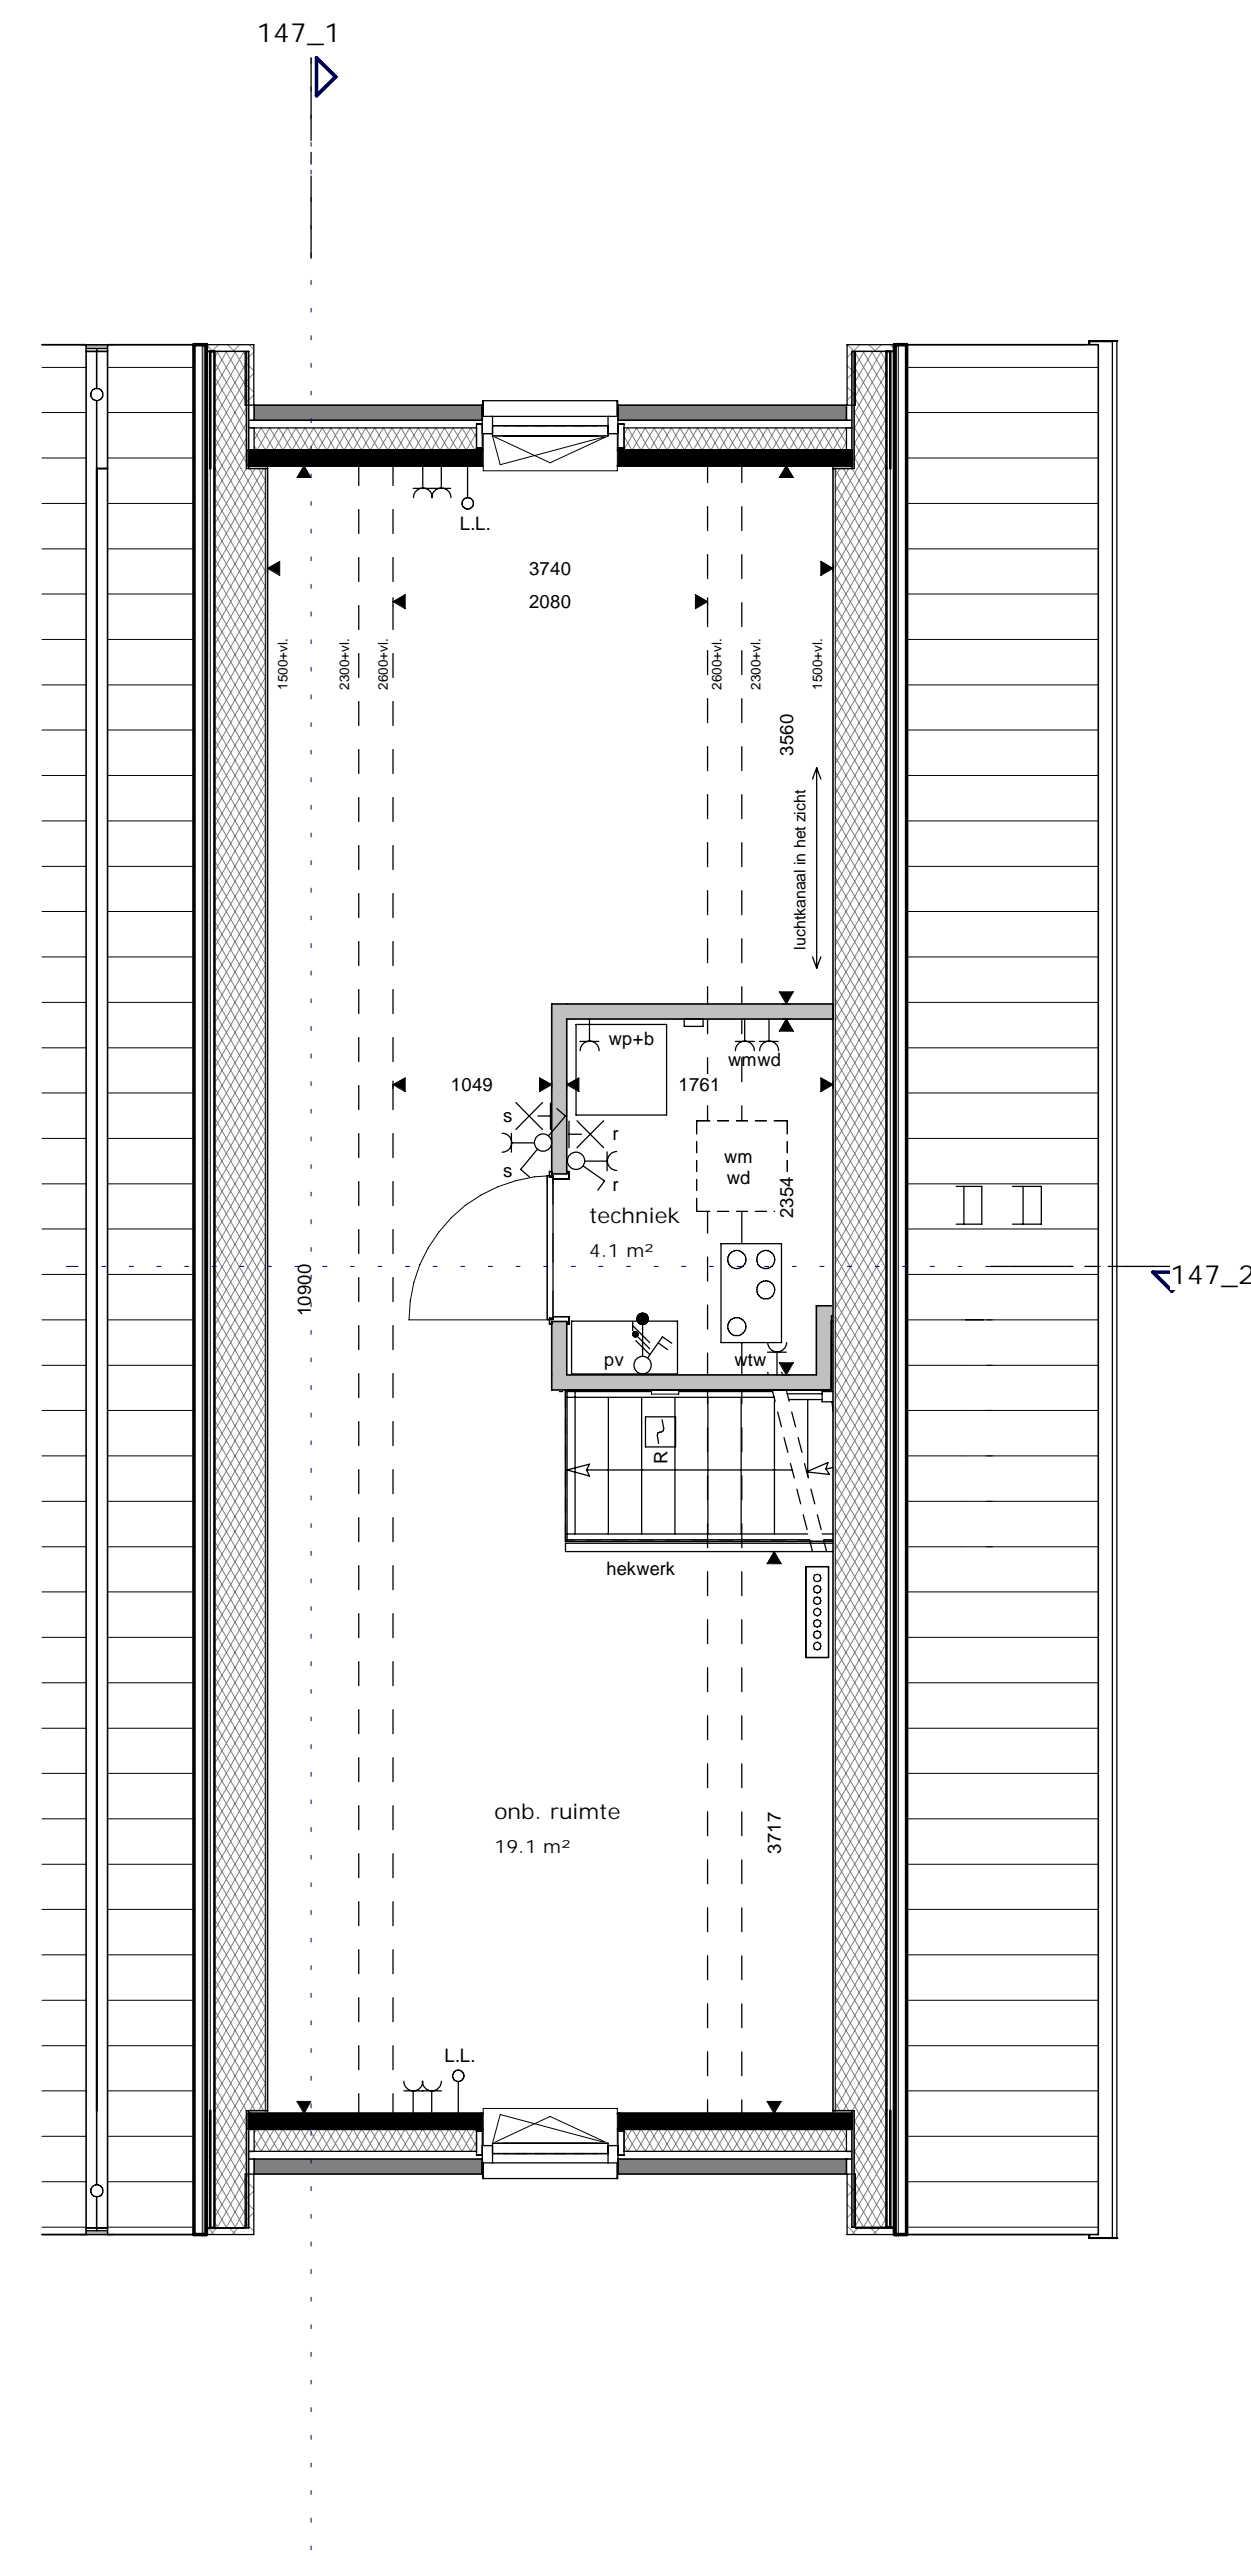 147_1
L.L.
3740
2080
1500+vl.
2300+vl.
2600+vl.
2600+vl.
2300+vl.
1500+vl.
3560
luchtkanaal in het zicht
wp+b
wmwd
1049
1761
s
r
s
r
wm
wd
2354
techniek
4.1 m²
10900
147_2
pv
wtw
R
hekwerk
onb. ruimte
19.1 m²
3717
L.L.